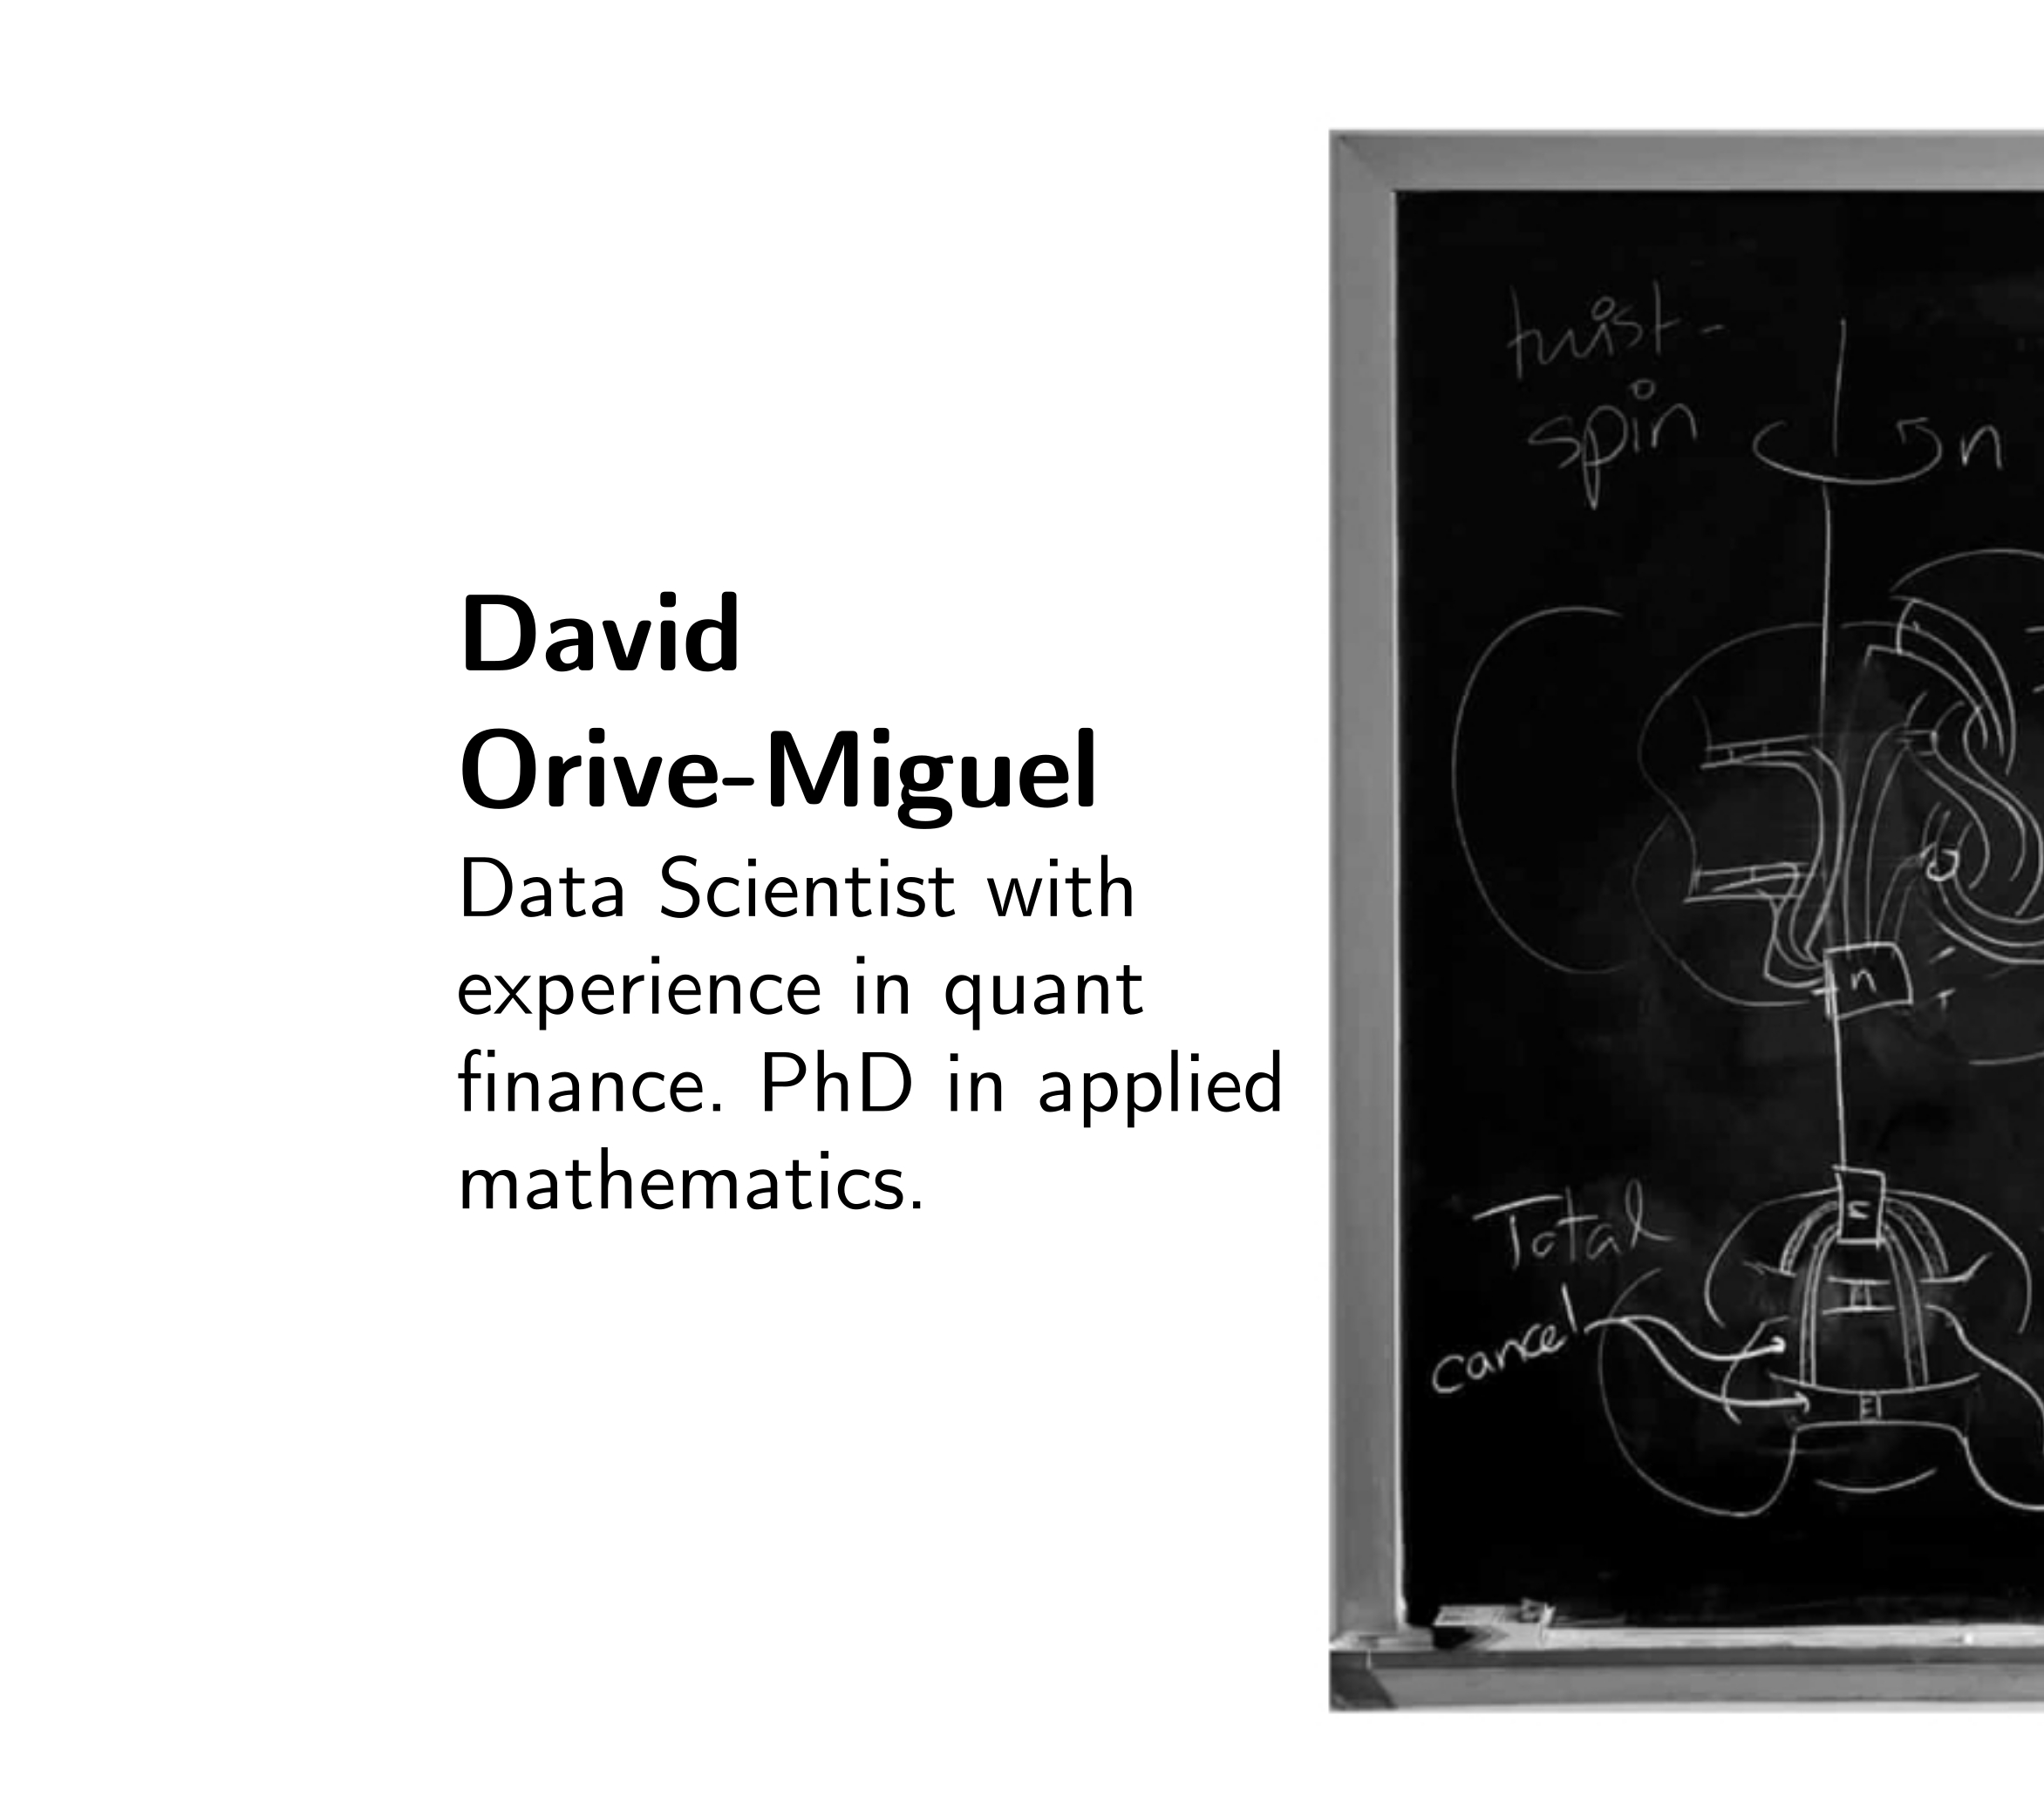 David
Orive-Miguel
Data Scientist with
experience in quant
finance. PhD in applied
mathematics.
twist-
spin
n
n
Total
cancel